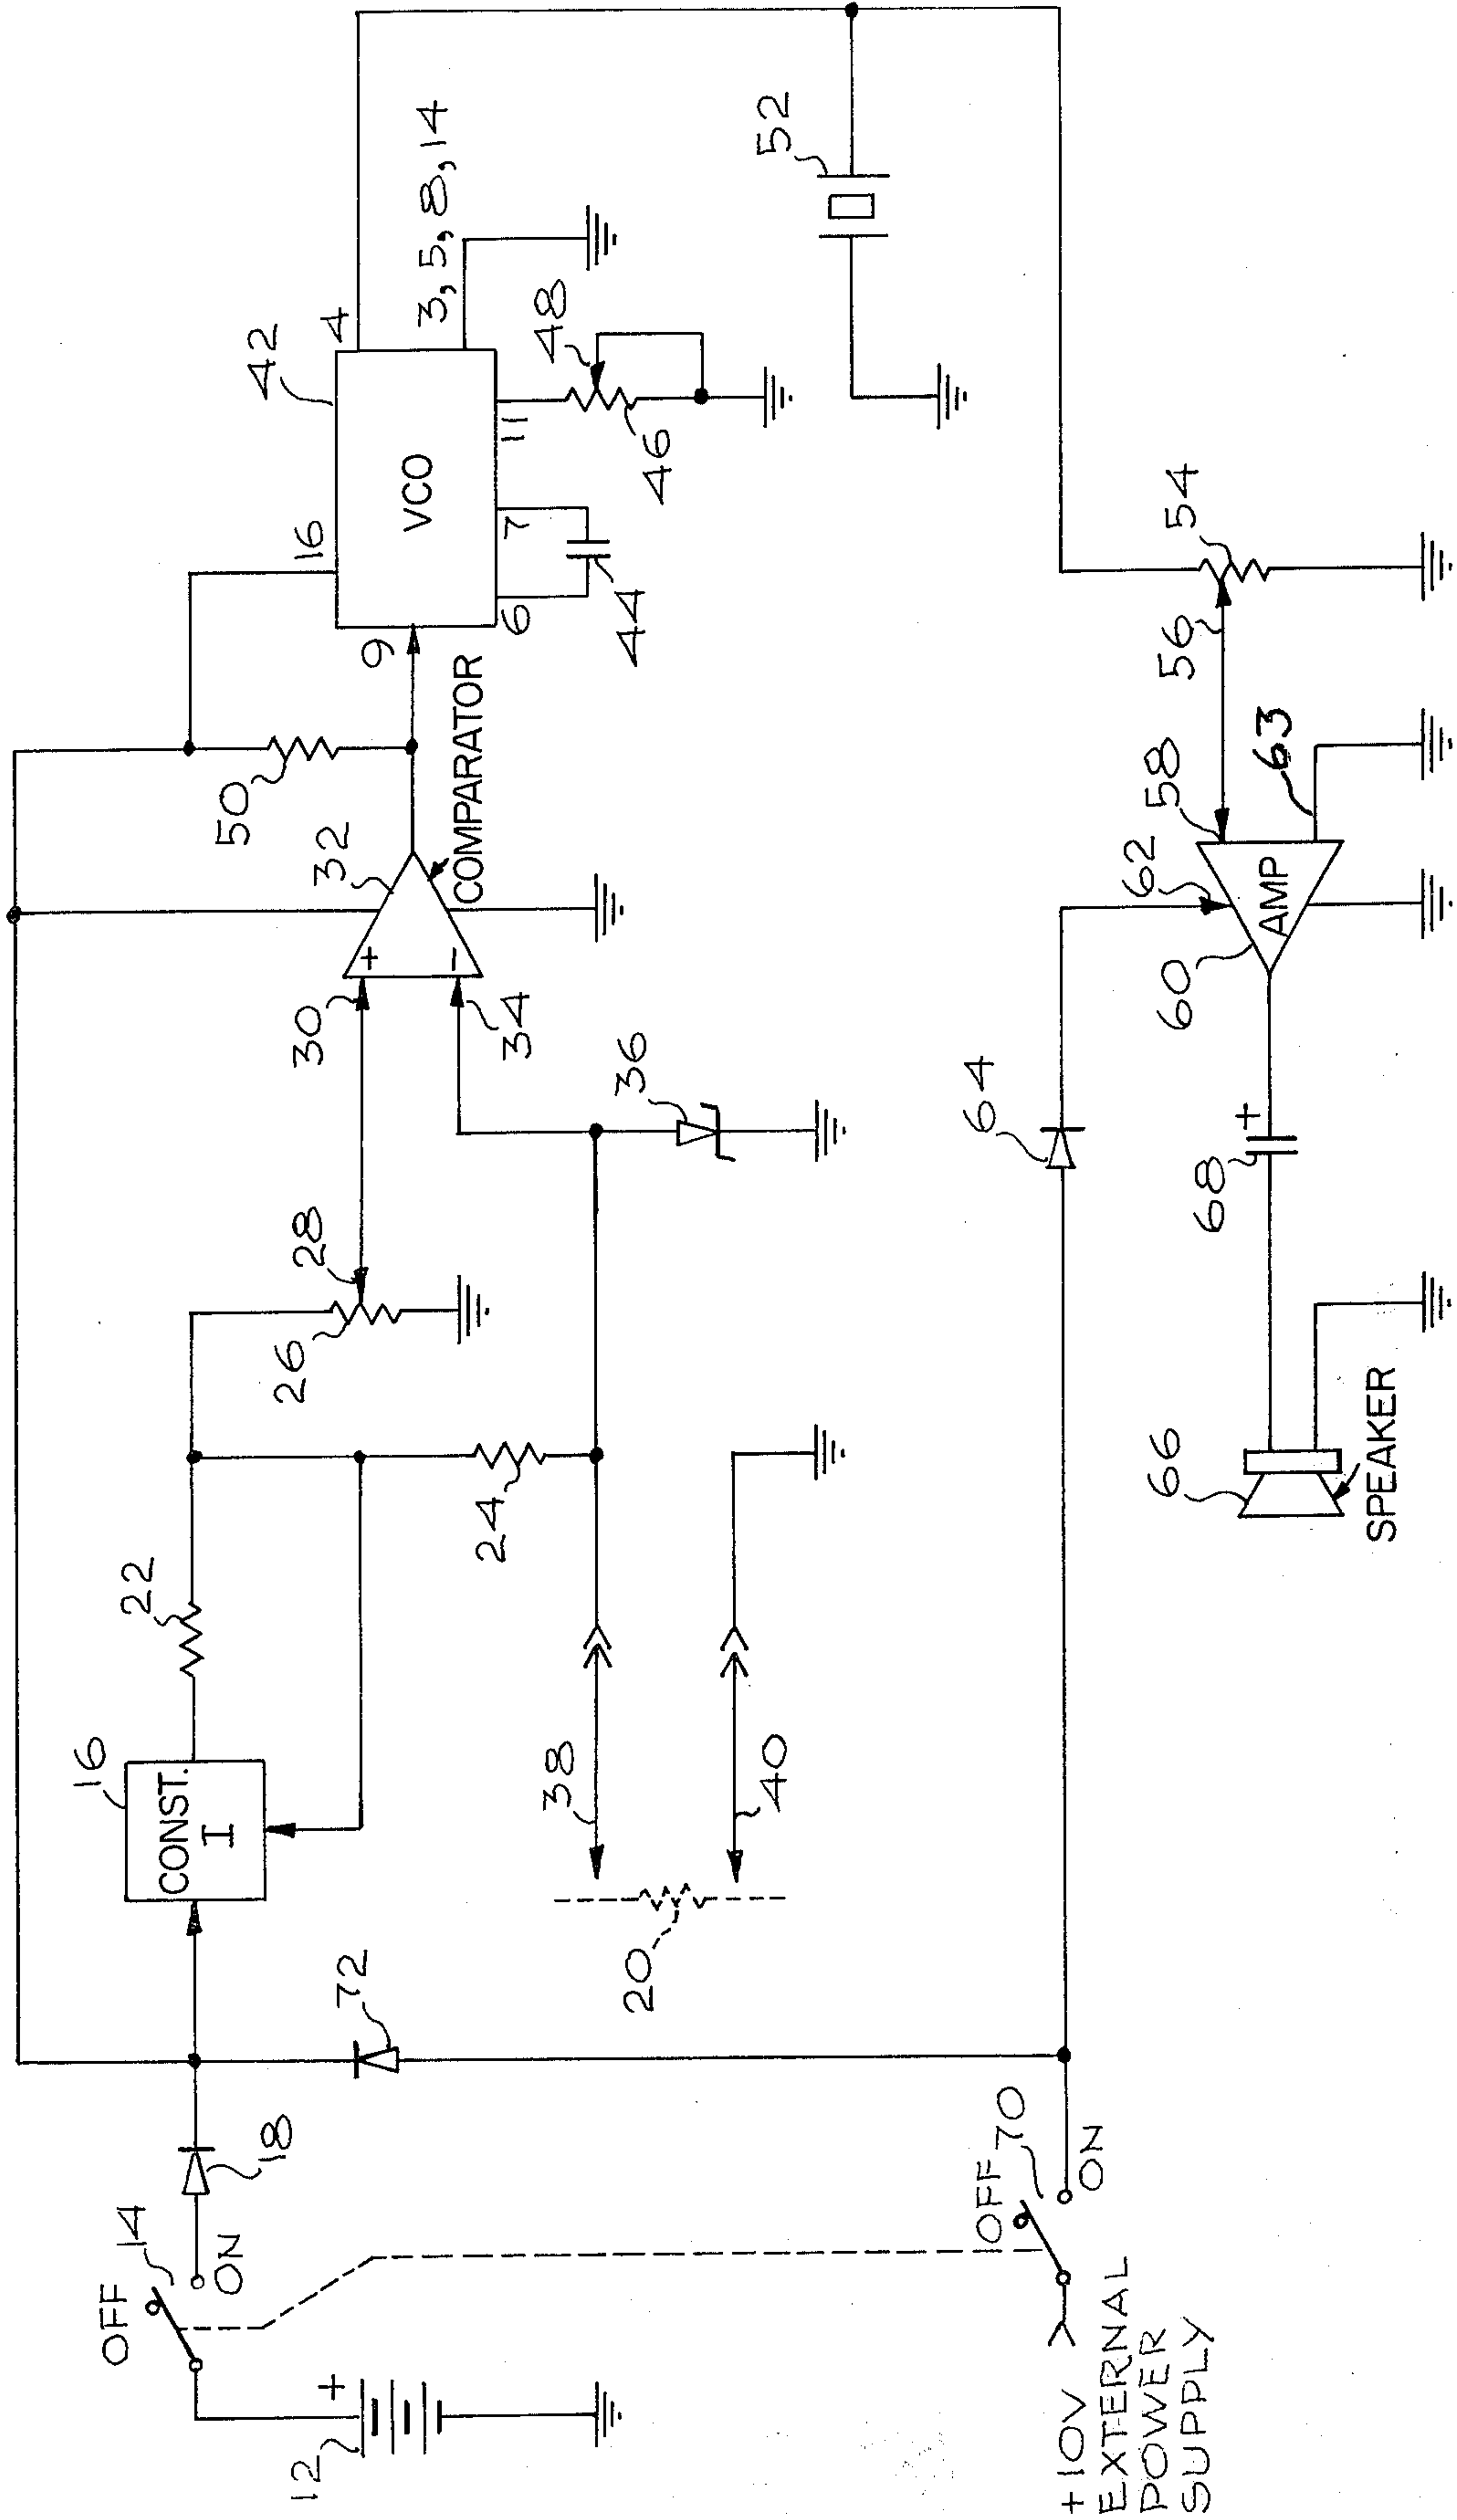 OFF
14
ON
18
12
+
16
CONST.
I
22
24
26
28
30
32
+
−
COMPARATOR
34
36
50
9
16
42
VCO
4
3, 5, 8, 14
6
7
11
44
46
48
52
72
20
38
40
64
OFF
70
ON
+10V
EXTERNAL
POWER
SUPPLY
66
SPEAKER
68
+
60
AMP
62
58
63
56
54